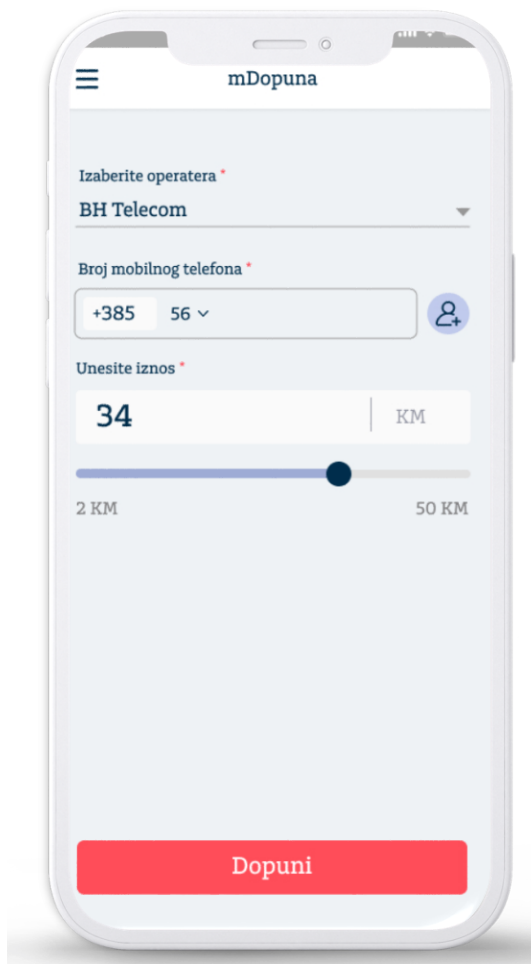 mDopuna
Izaberite operatera *
BH Telecom
Broj mobilnog telefona *
+385 56
Unesite iznos *
34 KM
2 KM 50 KM
Dopuni